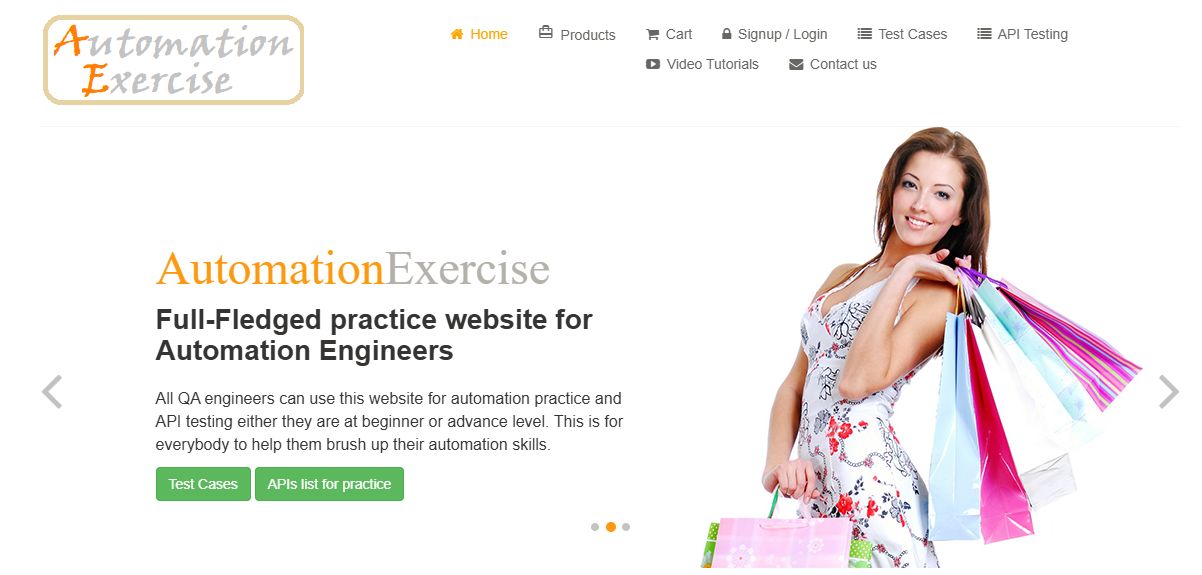 Automation
Exercise
Home Products Cart Signup / Login Test Cases API Testing
Video Tutorials Contact us
AutomationExercise
Full-Fledged practice website for
Automation Engineers
All QA engineers can use this website for automation practice and
API testing either they are at beginner or advance level. This is for
everybody to help them brush up their automation skills.
Test Cases APIs list for practice